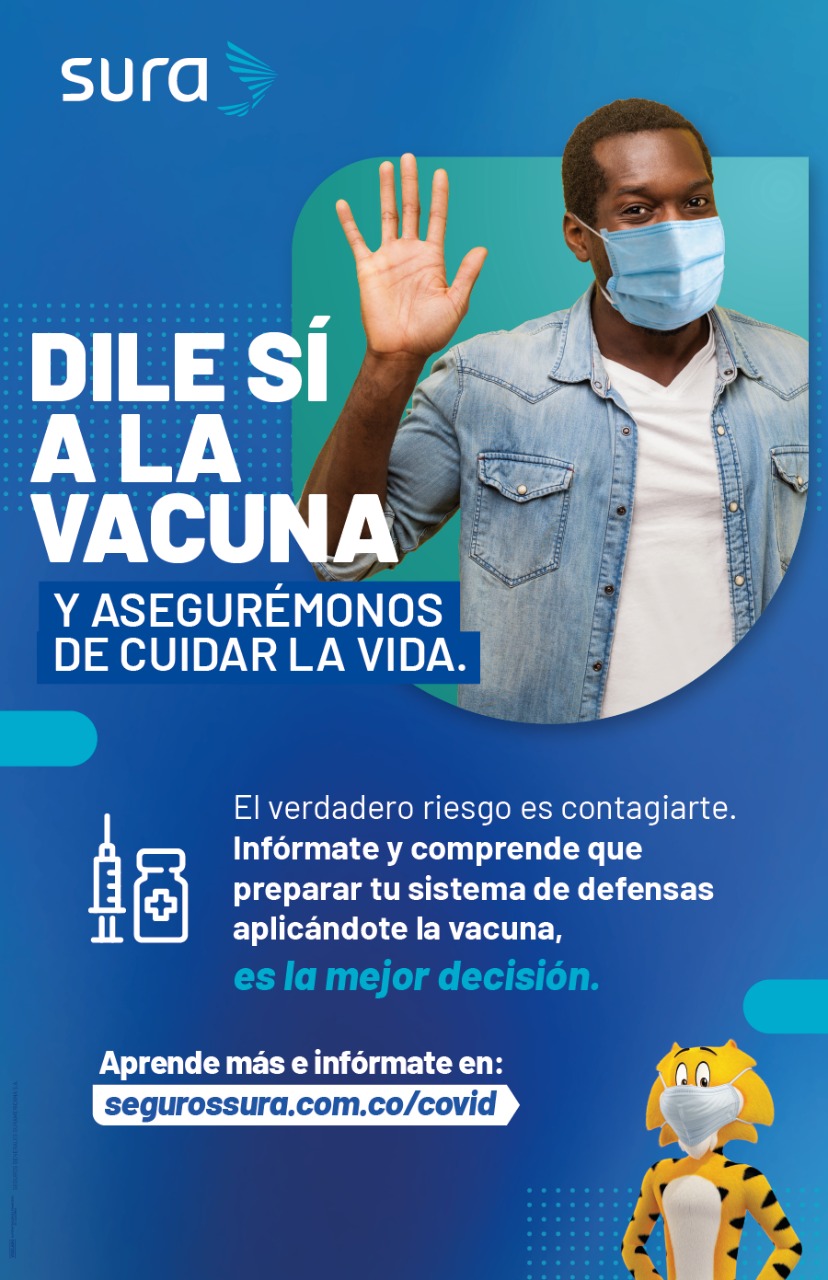 sura
DILE SÍ
A LA
VACUNA
Y ASEGURÉMONOS
DE CUIDAR LA VIDA.
El verdadero riesgo es contagiarte.
Infórmate y comprende que
preparar tu sistema de defensas
aplicándote la vacuna,
es la mejor decisión.
Aprende más e infórmate en:
segurossura.com.co/covid